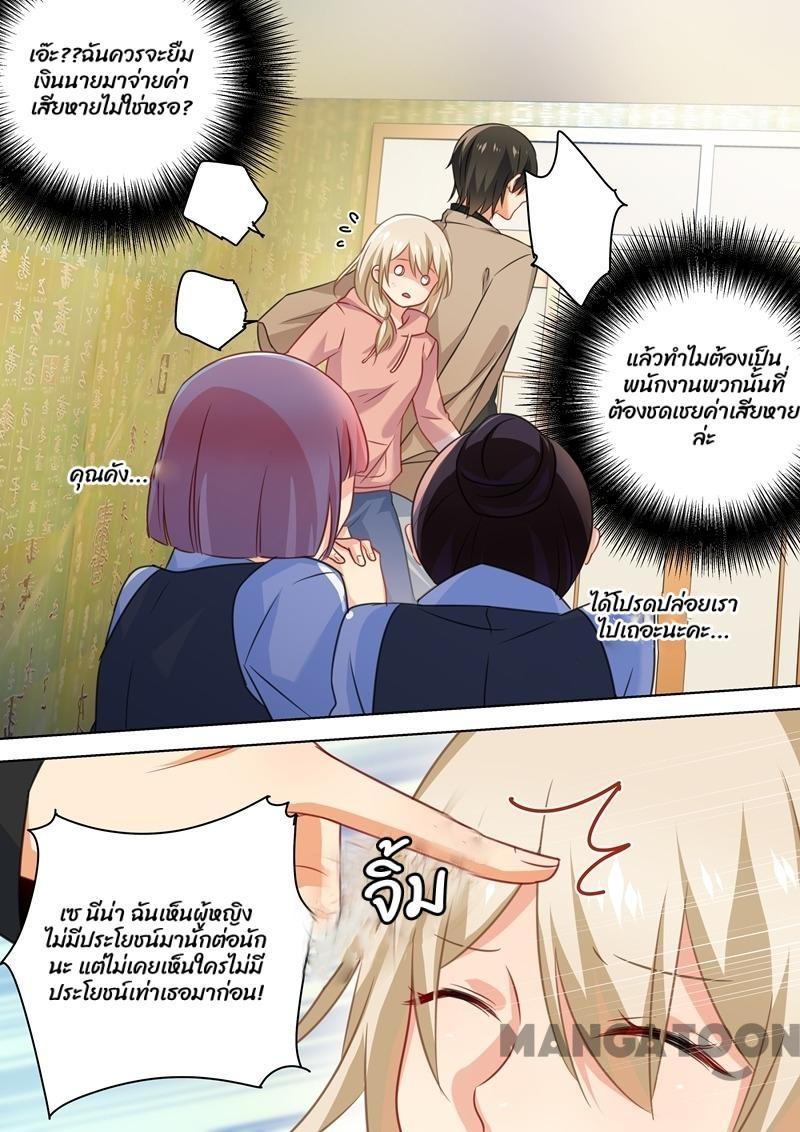 เอ๊ะ??ฉันควรจะยืม
เงินนายมาจ่ายค่า
เสียหายไม่ใช่หรอ?
แล้วทำไมต้องเป็น
พนักงานพวกนั้นที่
ต้องชดเชยค่าเสียหาย
ล่ะ
คุณคัง...
ได้โปรดปล่อยเรา
ไปเถอะนะคะ...
จิ้ม
เซ นีน่า ฉันเห็นผู้หญิง
ไม่มีประโยชน์มานักต่อนัก
นะ แต่ไม่เคยเห็นใครไม่มี
ประโยชน์เท่าเธอมาก่อน!
MANGATOON